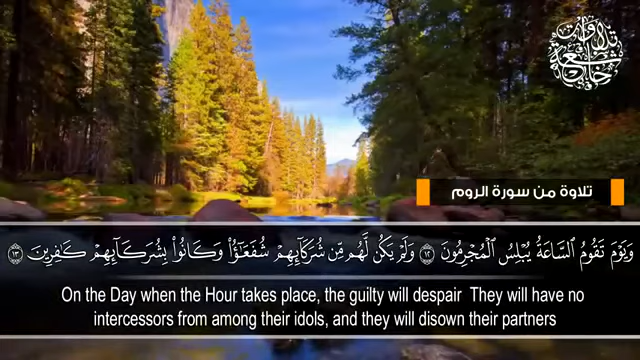 تلاوات خاشعة
تلاوة من سورة الروم
وَيَوْمَ تَقُومُ ٱلسَّاعَةُ يُبْلِسُ ٱلْمُجْرِمُونَ ١٢ وَلَمْ يَكُن لَّهُم مِّن شُرَكَآئِهِمْ شُفَعَٰٓؤُا۟ وَكَانُوا۟ بِشُرَكَآئِهِمْ كَٰفِرِينَ ١٣
On the Day when the Hour takes place, the guilty will despair They will have no
intercessors from among their idols, and they will disown their partners